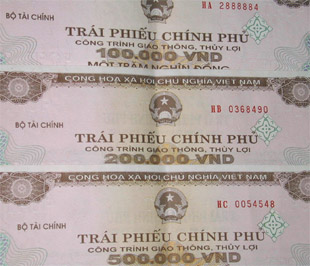 HA 2888884
BỘ TÀI CHÍNH
TRÁI PHIẾU CHÍNH PHỦ
CÔNG TRÌNH GIAO THÔNG, THỦY LỢI
100.000 VND
MỘT TRĂM NGHÌN ĐỒNG
CỘNG HÒA XÃ HỘI CHỦ NGHĨA VIỆT NAM
HB 0368490
BỘ TÀI CHÍNH
TRÁI PHIẾU CHÍNH PHỦ
CÔNG TRÌNH GIAO THÔNG, THỦY LỢI
200.000 VND
CỘNG HÒA XÃ HỘI CHỦ NGHĨA VIỆT NAM
HC 0054548
BỘ TÀI CHÍNH
TRÁI PHIẾU CHÍNH PHỦ
CÔNG TRÌNH GIAO THÔNG, THỦY LỢI
500.000 VND